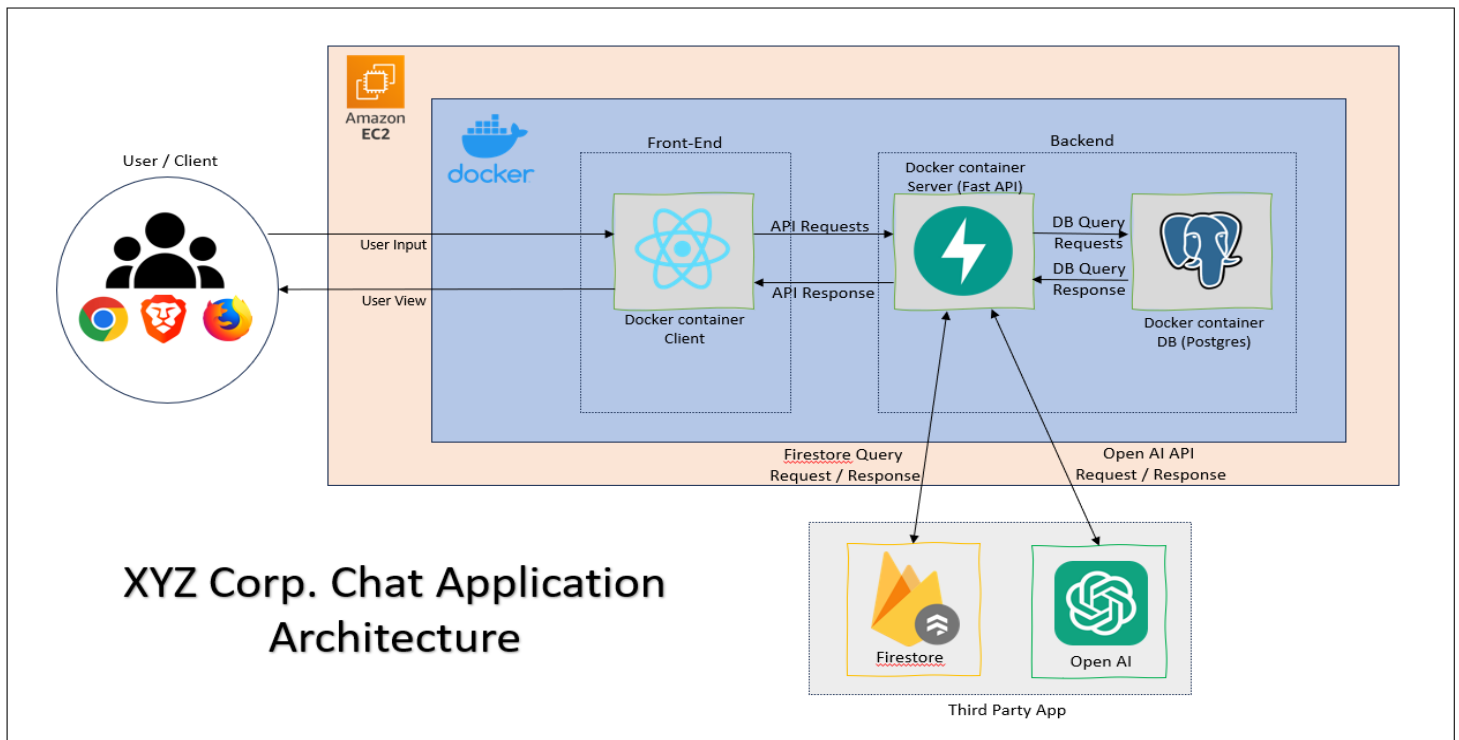 Amazon
EC2
docker
User / Client
Front-End
Backend
Docker container
Server (Fast API)
User Input
API Requests
DB Query
Requests
User View
API Response
DB Query
Response
Docker container
Client
Docker container
DB (Postgres)
Firestore Query
Request / Response
Open AI API
Request / Response
XYZ Corp. Chat Application
Architecture
Firestore
Open AI
Third Party App